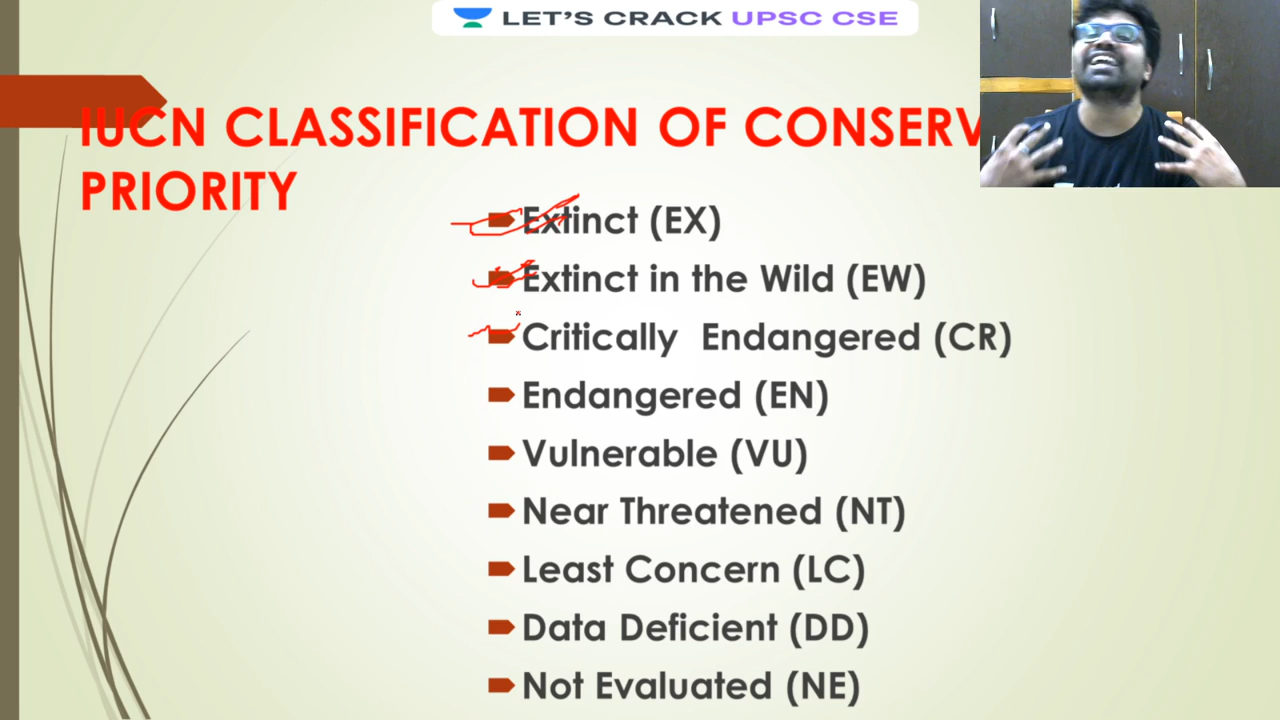 LET'S CRACK UPSC CSE
IUCN CLASSIFICATION OF CONSERV
PRIORITY
Extinct (EX)
Extinct in the Wild (EW)
Critically Endangered (CR)
Endangered (EN)
Vulnerable (VU)
Near Threatened (NT)
Least Concern (LC)
Data Deficient (DD)
Not Evaluated (NE)